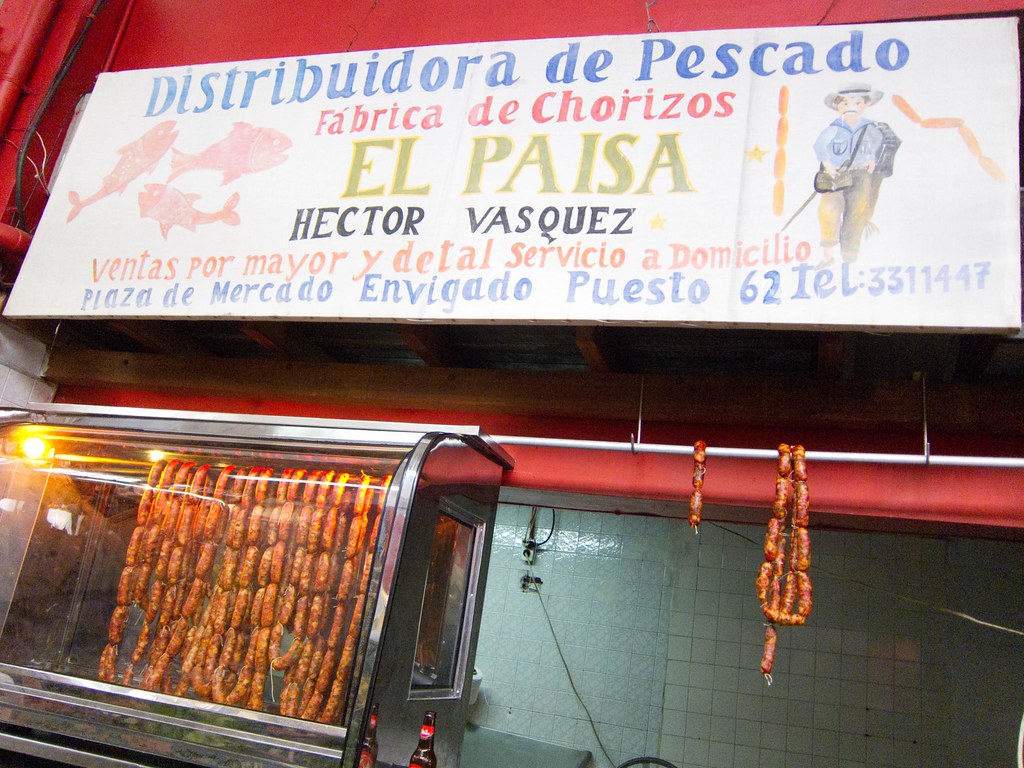 Distribuidora de Pescado
Fábrica de Chorizos
EL PAISA
HECTOR VASQUEZ
Ventas por mayor y detal Servicio a Domicilio
Plaza de Mercado Envigado Puesto 62 Tel:3311447